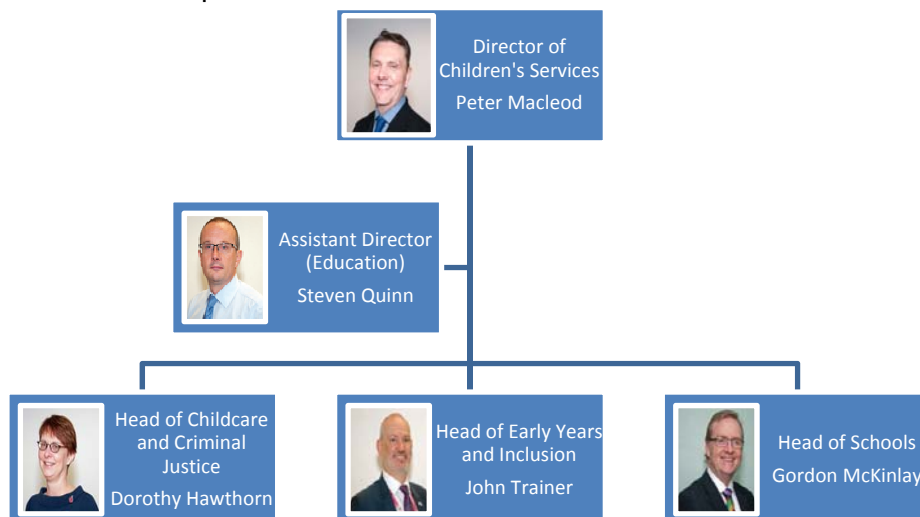 Director of
Children's Services
Peter Macleod
Assistant Director
(Education)
Steven Quinn
Head of Childcare
and Criminal
Justice
Dorothy Hawthorn
Head of Early Years
and Inclusion
John Trainer
Head of Schools
Gordon McKinlay